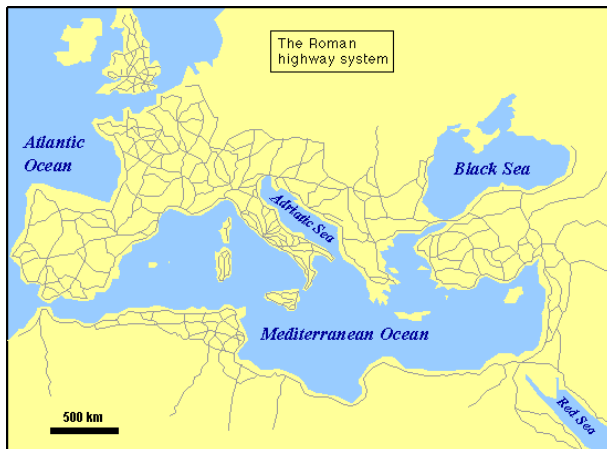 The Roman
highway system
Atlantic
Ocean
Black Sea
Adriatic Sea
Mediterranean Ocean
Red Sea
500 km